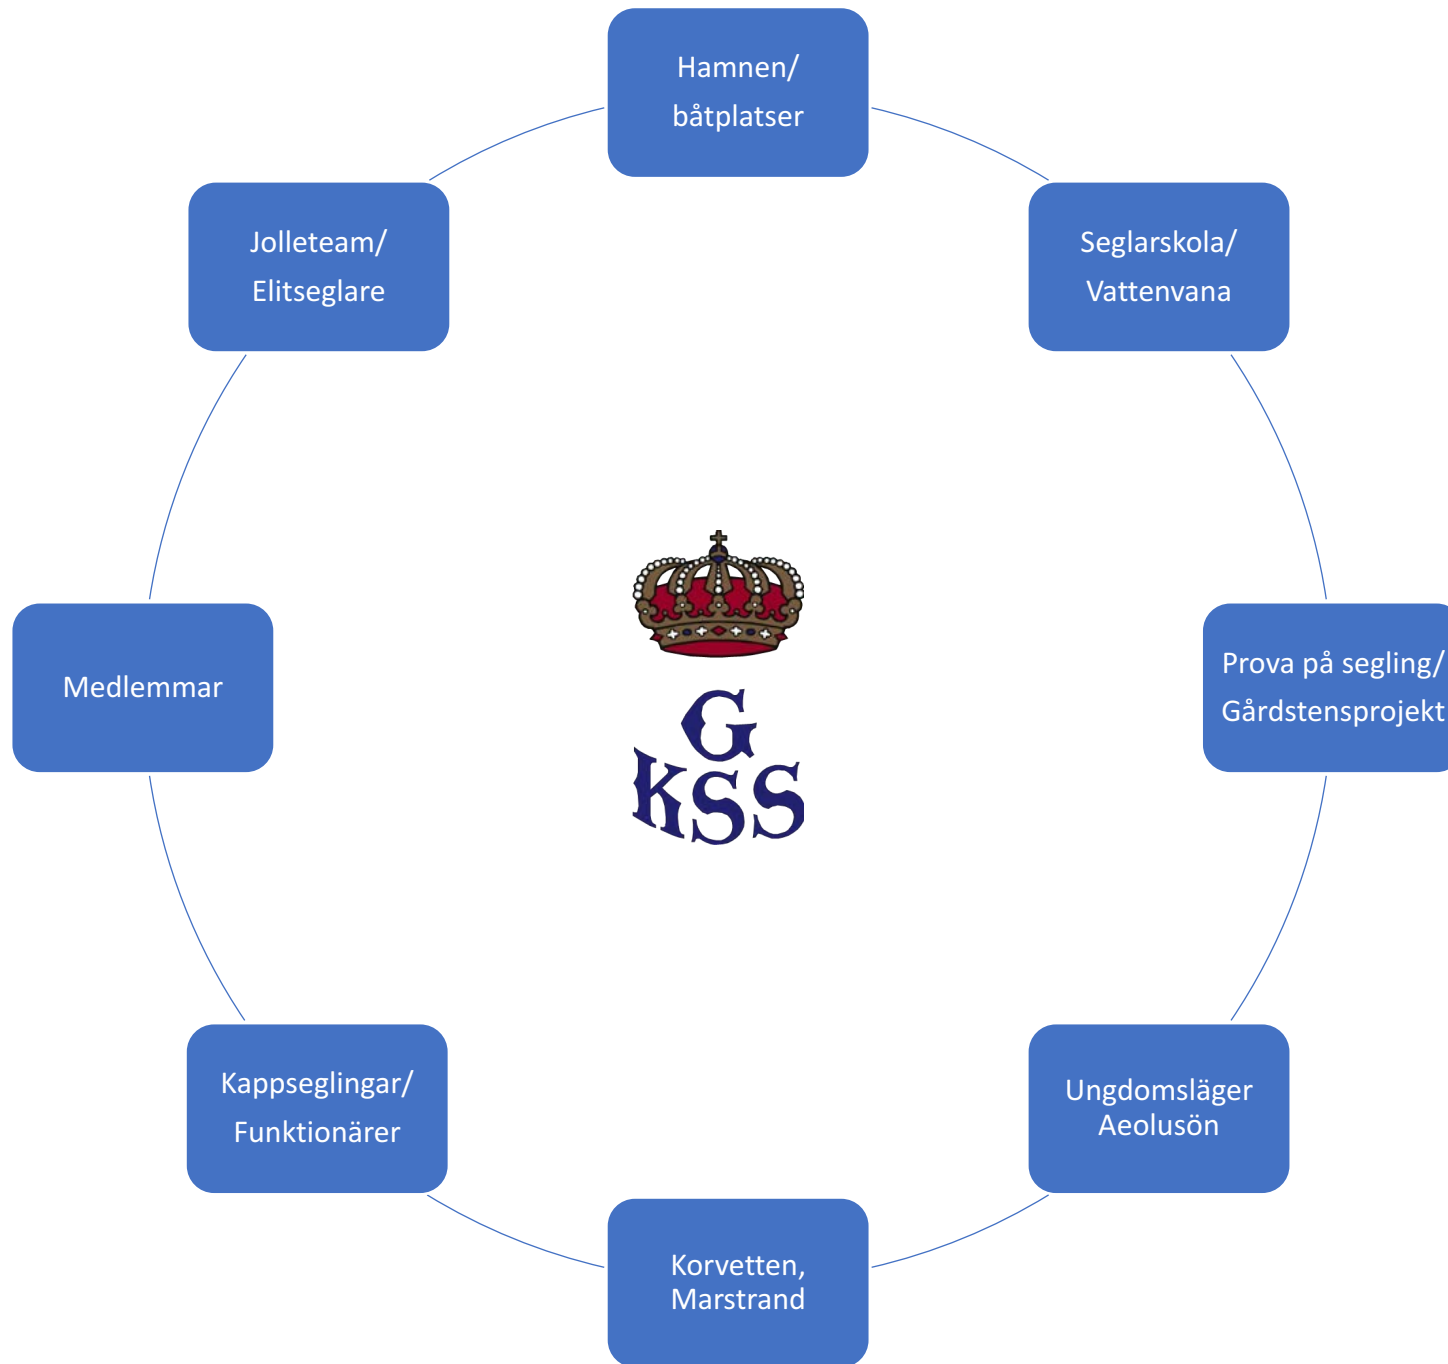 Hamnen/
båtplatser
Jolleteam/
Elitseglare
Seglarskola/
Vattenvana
Medlemmar
G
KSS
Prova på segling/
Gårdstensprojekt
Kappseglingar/
Funktionärer
Ungdomsläger
Aeolusön
Korvetten,
Marstrand